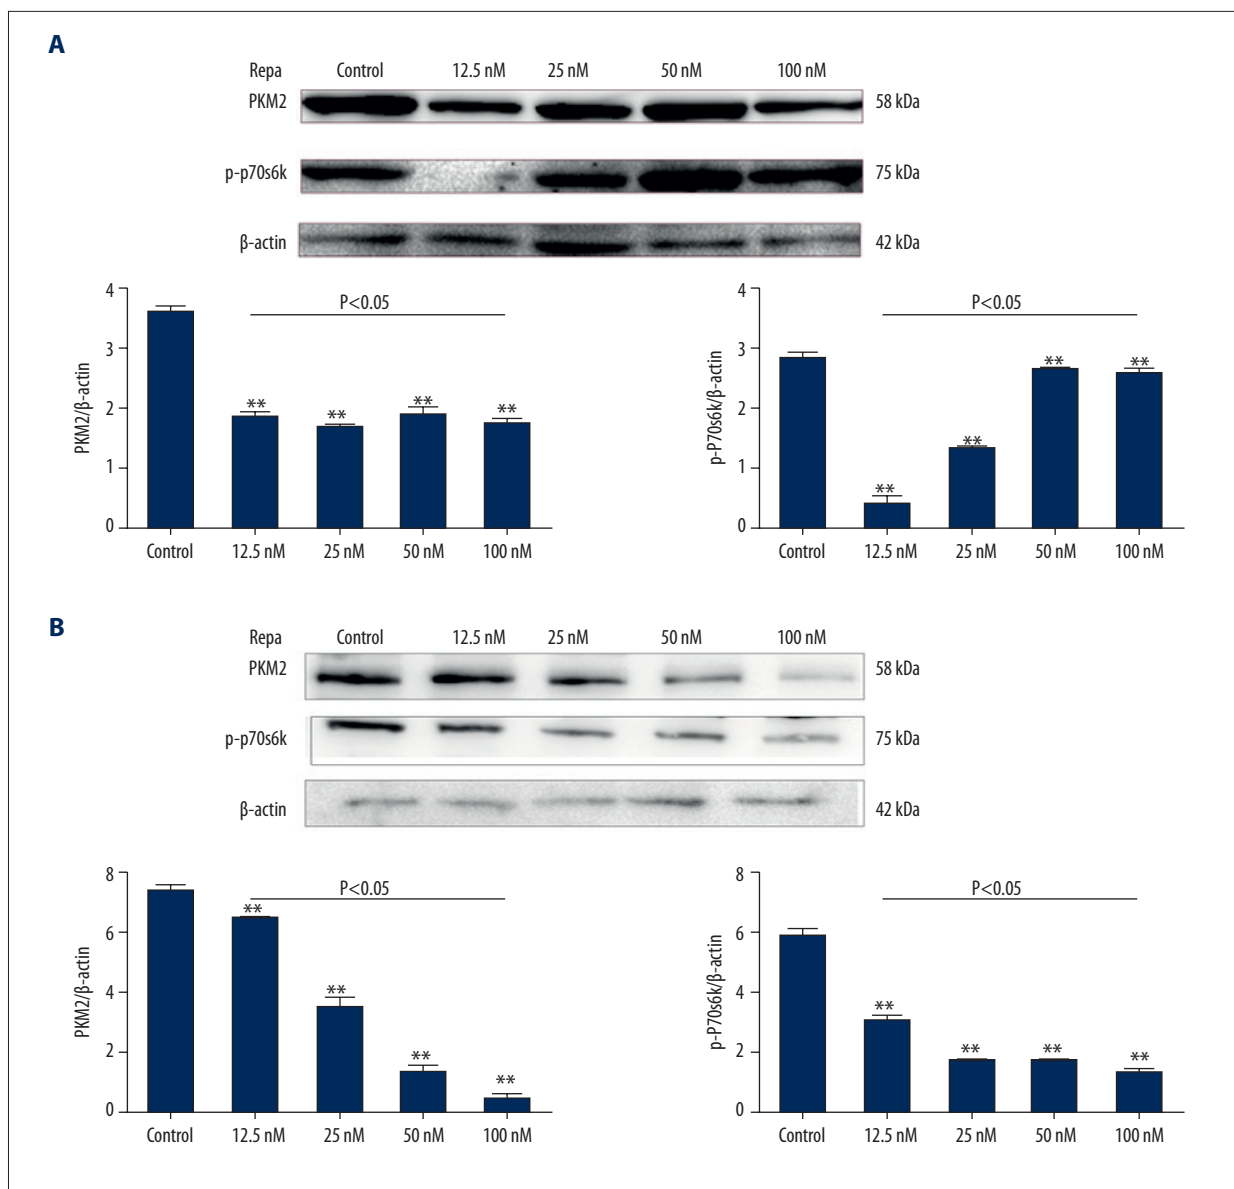 A
Repa Control 12.5 nM 25 nM 50 nM 100 nM
PKM2 58 kDa
p-p70s6k 75 kDa
β-actin 42 kDa
4
3
2
1
0
PKM2/β-actin
P<0.05
** ** ** **
Control 12.5 nM 25 nM 50 nM 100 nM
4
3
2
1
0
p-P70s6k/β-actin
P<0.05
** ** ** **
Control 12.5 nM 25 nM 50 nM 100 nM
B
Repa Control 12.5 nM 25 nM 50 nM 100 nM
PKM2 58 kDa
p-p70s6k 75 kDa
β-actin 42 kDa
8
6
4
2
0
PKM2/β-actin
P<0.05
** ** ** **
Control 12.5 nM 25 nM 50 nM 100 nM
8
6
4
2
0
p-P70s6k/β-actin
P<0.05
** ** ** **
Control 12.5 nM 25 nM 50 nM 100 nM